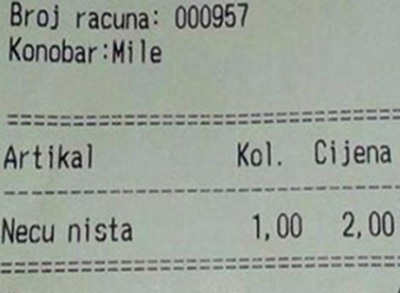 Broj racuna: 000957
Konobar:Mile
Artikal Kol. Cijena
Necu nista 1,00 2,00